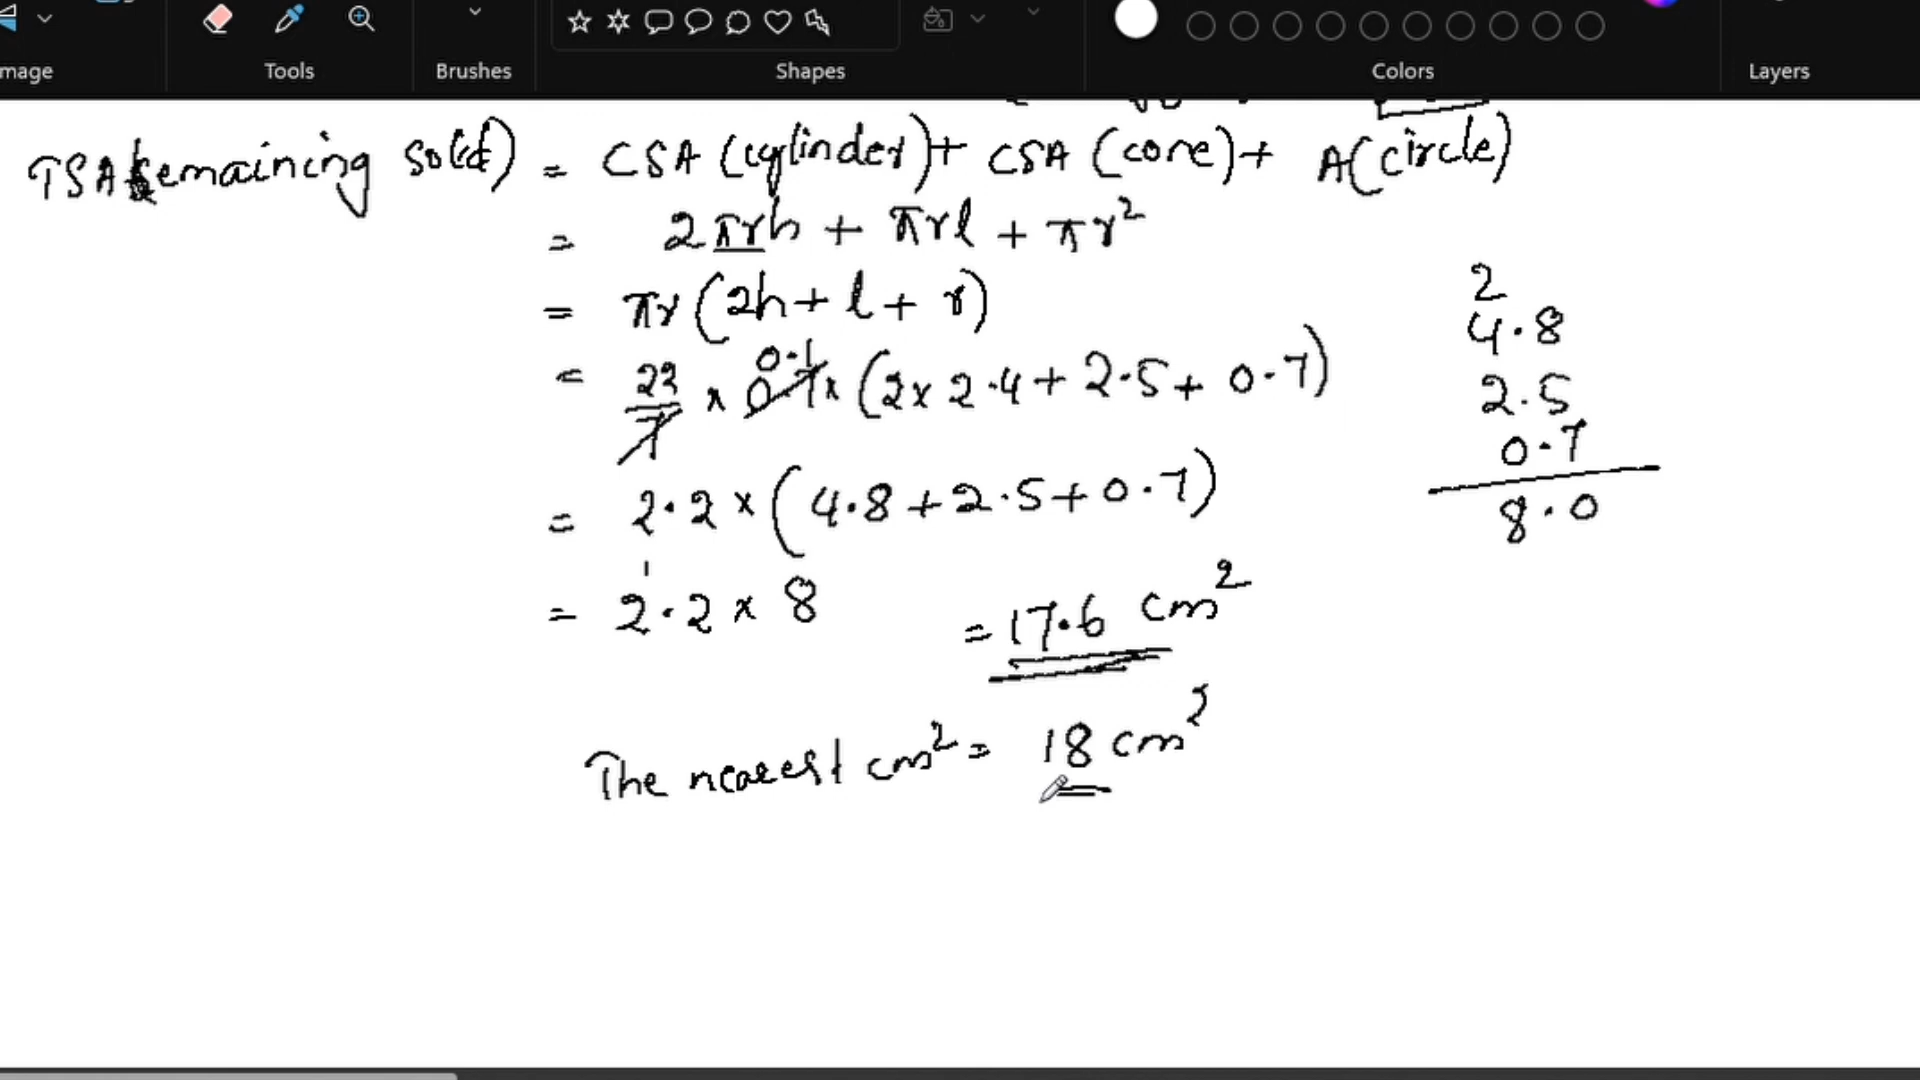 mage
Tools
Brushes
Shapes
Colors
Layers
TSA(Remaining solid) = CSA (cylinder) + CSA (cone) + A(circle)
= 2πrh + πrl + πr²
= πr (2h + l + r)
= 22/7 × 0.7 × (2 × 2.4 + 2.5 + 0.7)
0.1
= 2.2 × (4.8 + 2.5 + 0.7)
= 2.2 × 8 = 17.6 cm²
1
The nearest cm² = 18 cm²
2
4.8
2.5
0.7
8.0